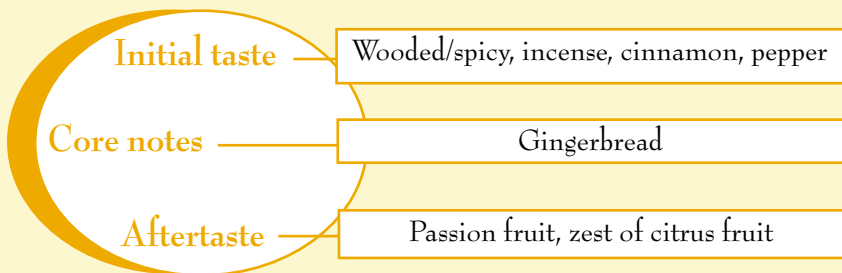 Initial taste
Wooded/spicy, incense, cinnamon, pepper
Core notes
Gingerbread
Aftertaste
Passion fruit, zest of citrus fruit